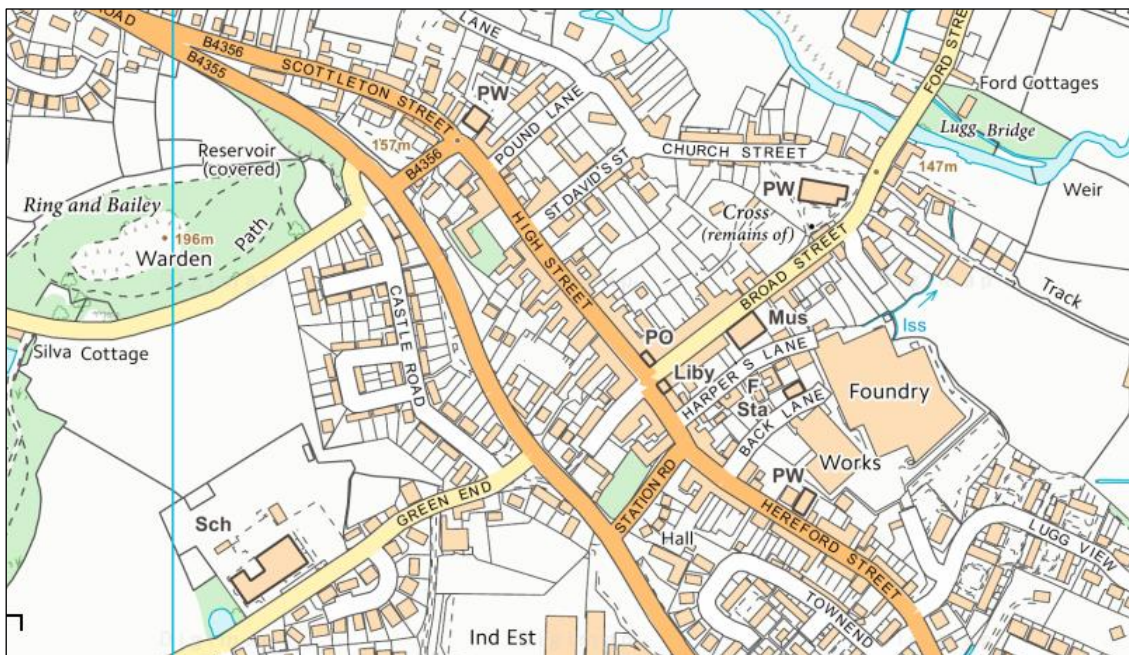 ROAD
B4356
B4355
SCOTTLETON STREET
LANE
PW
POUND LANE
157m
B4356
FORD STRE
Ford Cottages
Lugg Bridge
CHURCH STREET
147m
Weir
Reservoir
(covered)
Ring and Bailey
196m
Warden
Path
ST DAVID'S ST
HIGH STREET
PW
Cross
(remains of)
BROAD STREET
Track
Iss
Silva Cottage
CASTLE ROAD
PO
Mus
Liby
HARPER S LANE
F
Sta
BACK LANE
Foundry
Works
PW
GREEN END
STATION RD
Hall
HEREFORD STREET
LUGG VIEW
Sch
TOWNEND
Ind Est